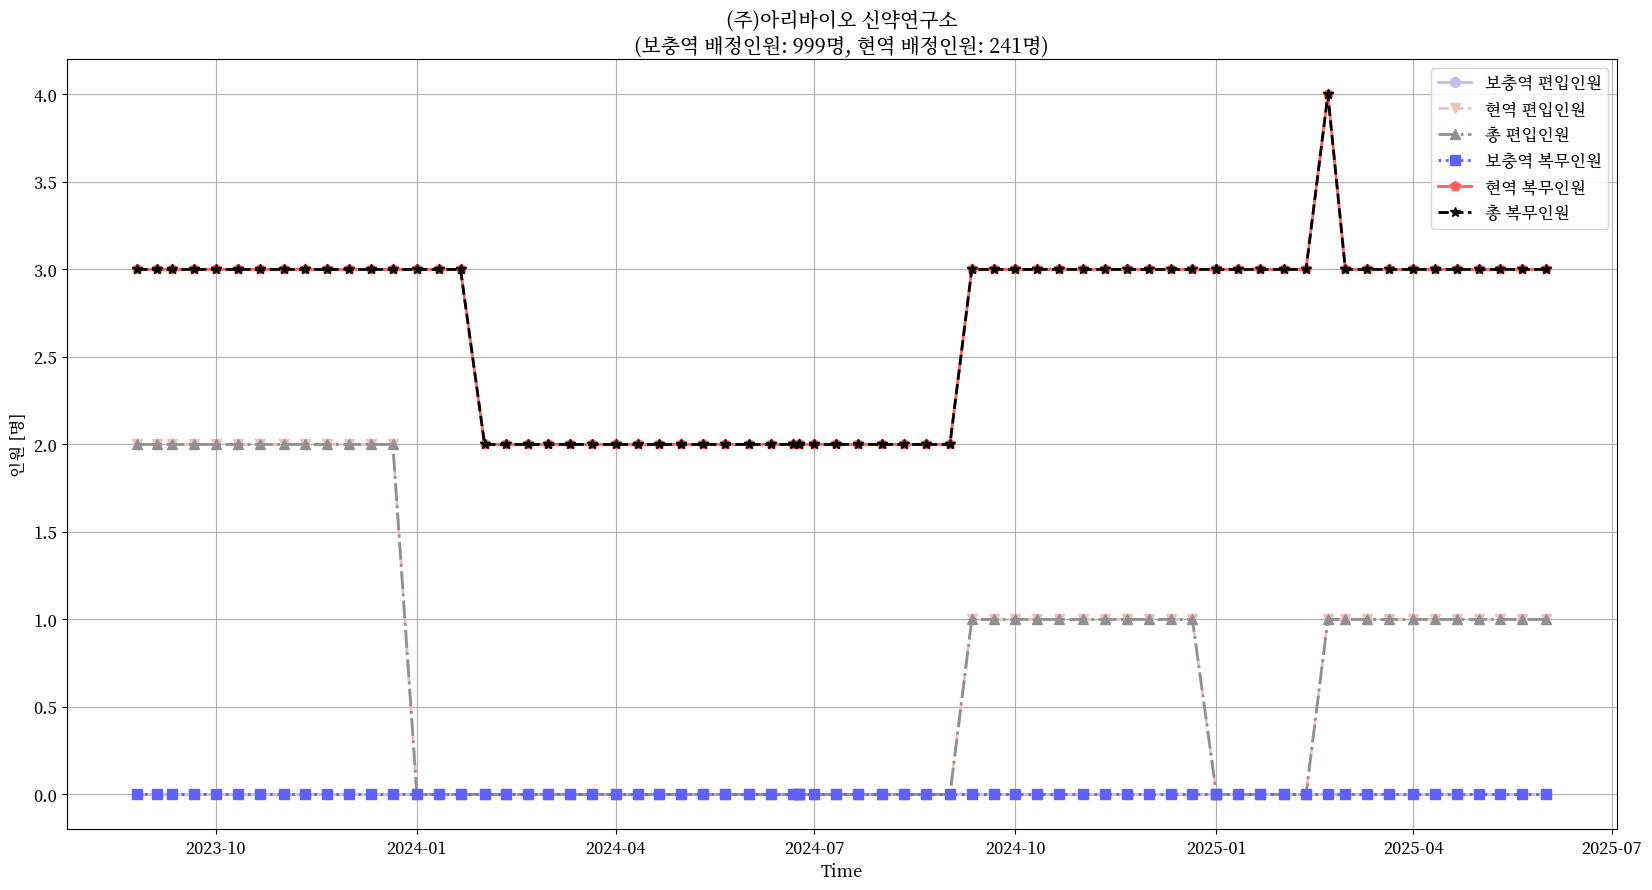 (주)아리바이오 신약연구소
(보충역 배정인원: 999명, 현역 배정인원: 241명)
보충역 편입인원
현역 편입인원
총 편입인원
보충역 복무인원
현역 복무인원
총 복무인원
4.0
3.5
3.0
2.5
2.0
1.5
1.0
0.5
0.0
인원 [명]
2023-10
2024-01
2024-04
2024-07
2024-10
2025-01
2025-04
2025-07
Time